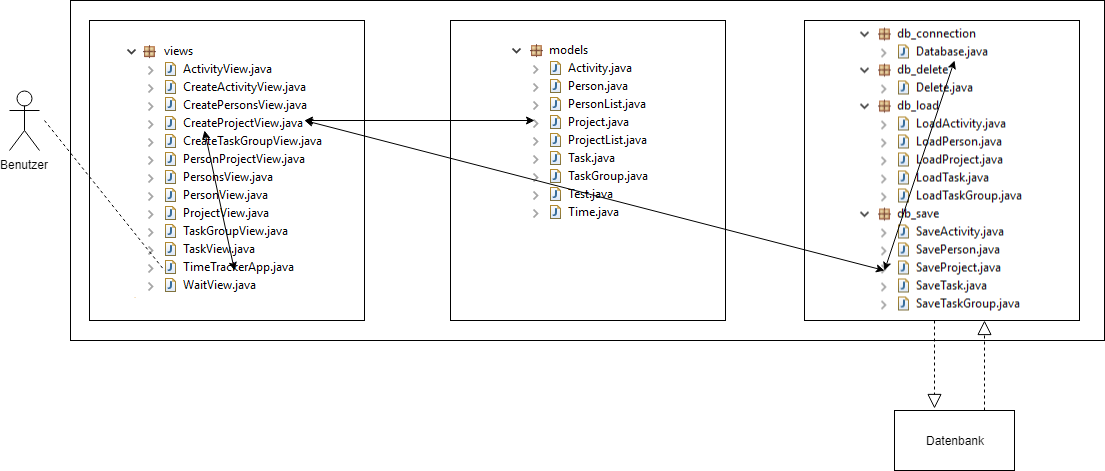 Benutzer
views
ActivityView.java
CreateActivityView.java
CreatePersonsView.java
CreateProjectView.java
CreateTaskGroupView.java
PersonProjectView.java
PersonsView.java
PersonView.java
ProjectView.java
TaskGroupView.java
TaskView.java
TimeTrackerApp.java
WaitView.java
models
Activity.java
Person.java
PersonList.java
Project.java
ProjectList.java
Task.java
TaskGroup.java
Test.java
Time.java
db_connection
Database.java
db_delete
Delete.java
db_load
LoadActivity.java
LoadPerson.java
LoadProject.java
LoadTask.java
LoadTaskGroup.java
db_save
SaveActivity.java
SavePerson.java
SaveProject.java
SaveTask.java
SaveTaskGroup.java
Datenbank